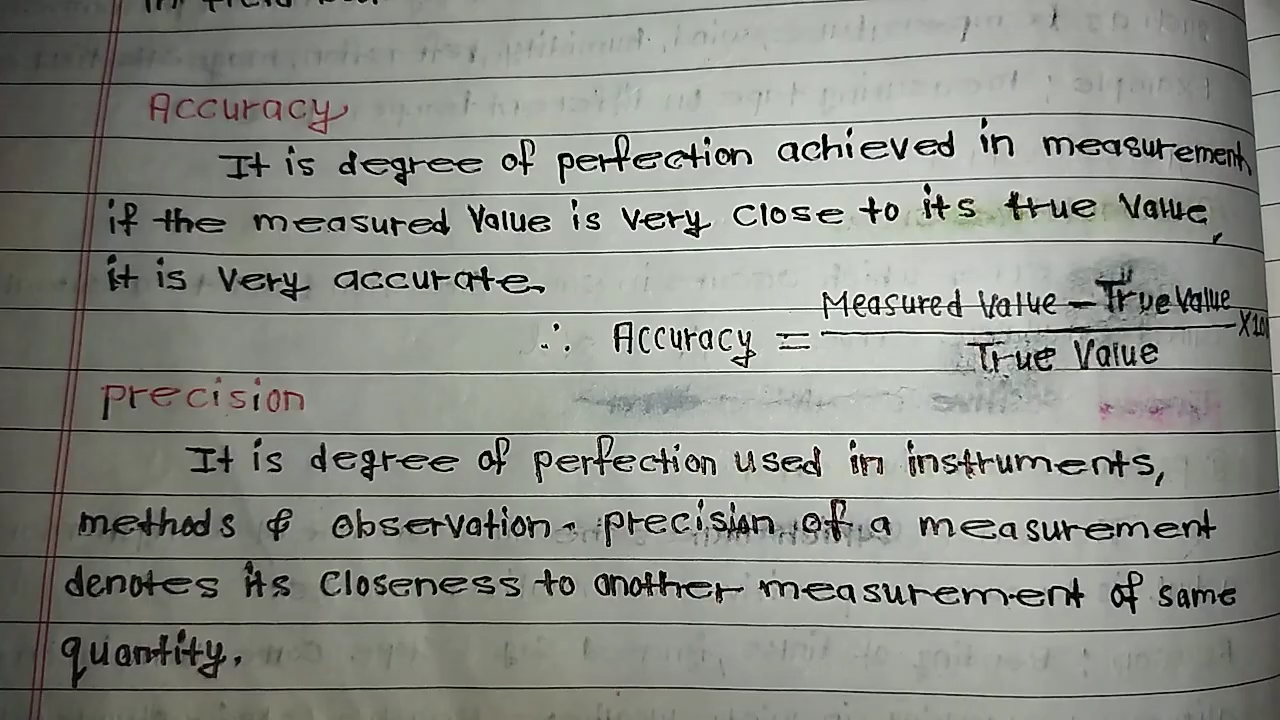 Accuracy
It is degree of perfection achieved in measurement
if the measured Value is very close to its true Value,
it is very accurate.
∴ Accuracy = Measured Value - True Value / True Value X10
precision
It is degree of perfection used in instruments,
methods & observation. precision of a measurement
denotes its closeness to another measurement of same
quantity.